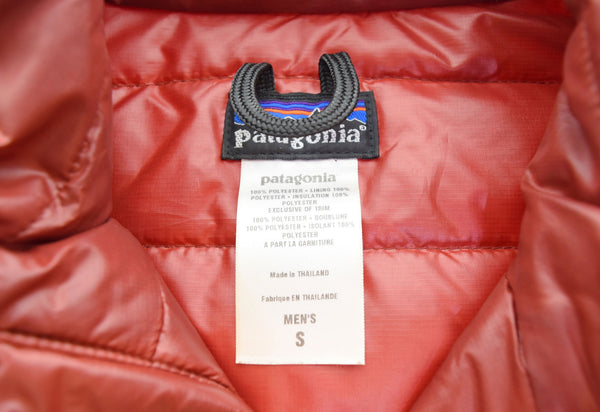 patagonia®
patagonia
100% POLYESTER • LINING 100%
POLYESTER • INSULATION 100%
POLYESTER
EXCLUSIVE OF TRIM
100% POLYESTER • DOUBLURE
100% POLYESTER • ISOLANT 100%
POLYESTER
A PART LA GARNITURE
Made in THAILAND
Fabrique EN THAILANDE
MEN'S
S